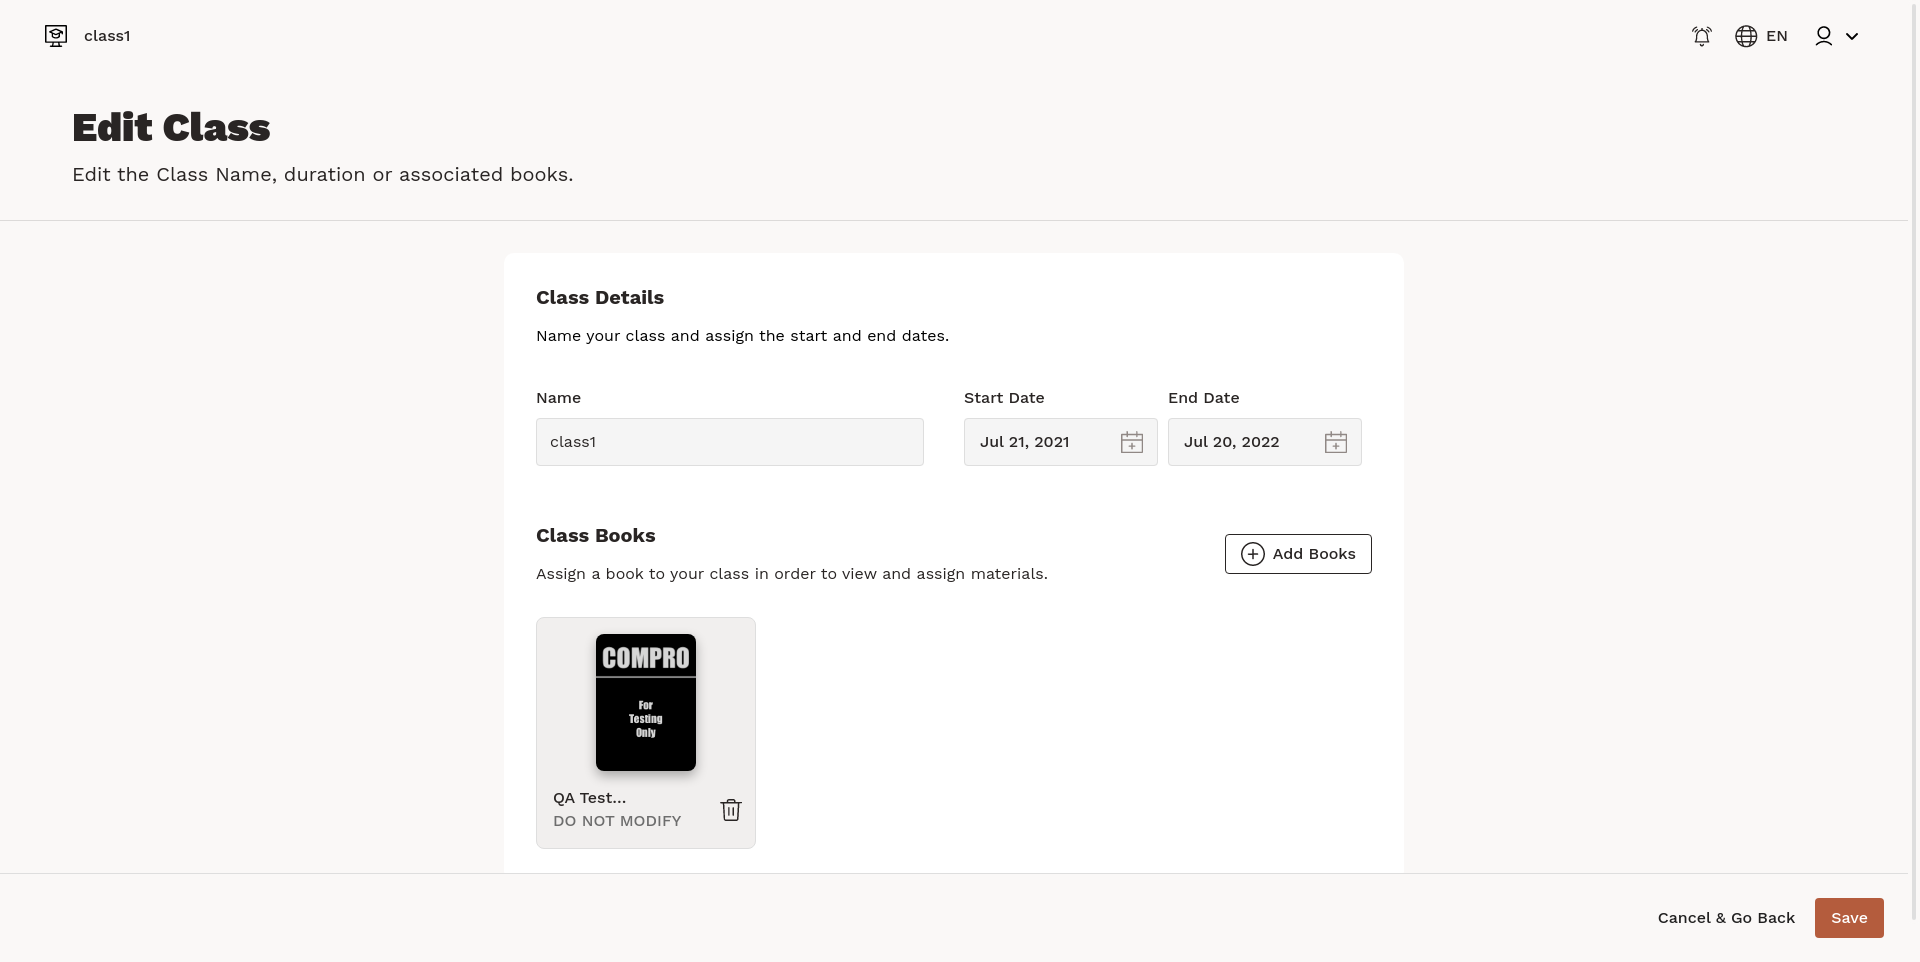 class1
EN
Edit Class
Edit the Class Name, duration or associated books.
Class Details
Name your class and assign the start and end dates.
Name
Start Date
End Date
class1
Jul 21, 2021
Jul 20, 2022
Class Books
Add Books
Assign a book to your class in order to view and assign materials.
COMPRO
For
Testing
Only
QA Test...
DO NOT MODIFY
Cancel & Go Back
Save